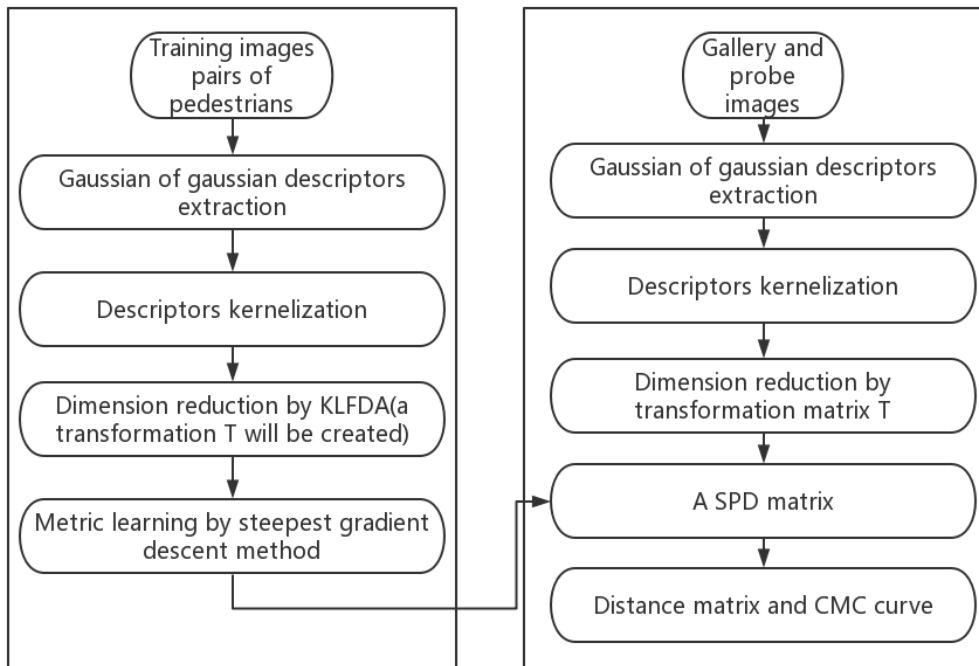 Training images
pairs of
pedestrians
Gaussian of gaussian descriptors
extraction
Descriptors kernelization
Dimension reduction by KLFDA(a
transformation T will be created)
Metric learning by steepest gradient
descent method
Gallery and
probe
images
Gaussian of gaussian descriptors
extraction
Descriptors kernelization
Dimension reduction by
transformation matrix T
A SPD matrix
Distance matrix and CMC curve